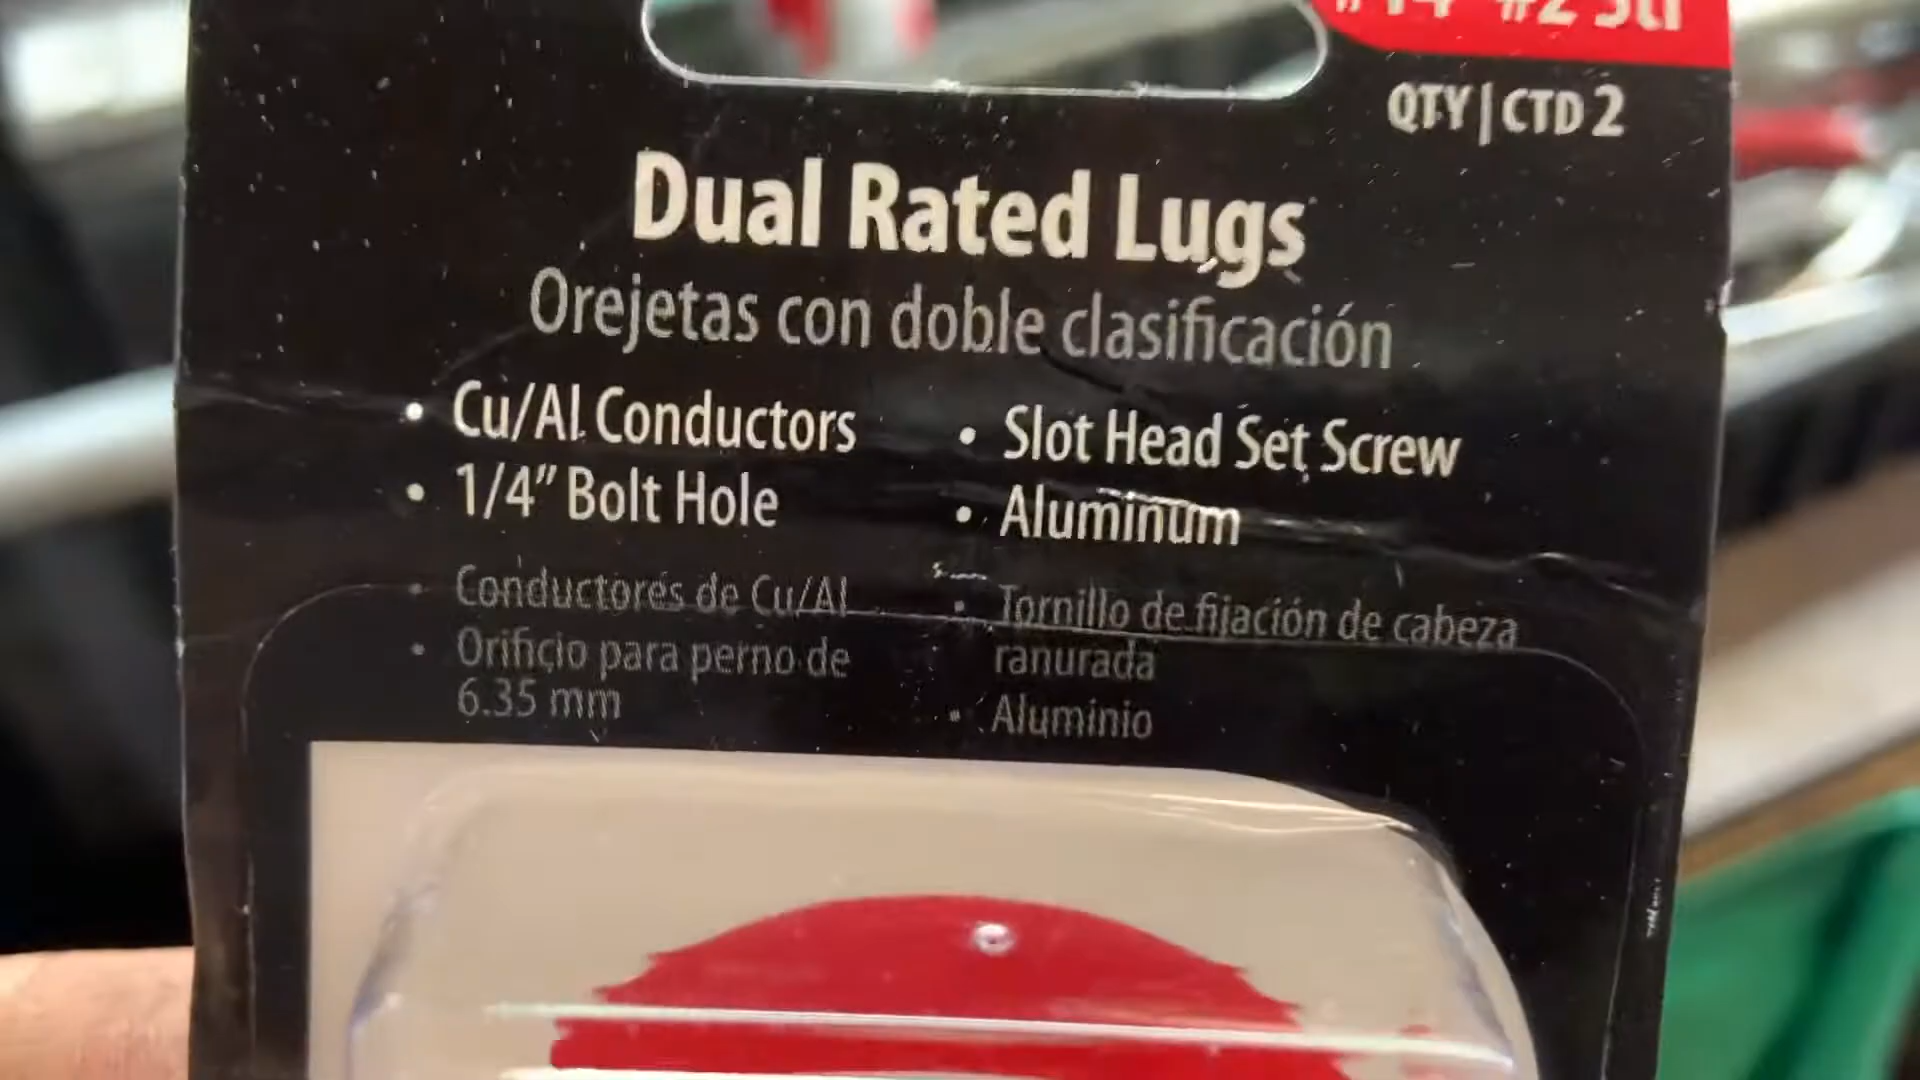 QTY | CTD 2
Dual Rated Lugs
Orejetas con doble clasificación
• Cu/Al Conductors
• 1/4” Bolt Hole
• Slot Head Set Screw
• Aluminum
• Conductores de Cu/Al
• Orificio para perno de
6.35 mm
• Tornillo de fijación de cabeza
ranurada
• Aluminio